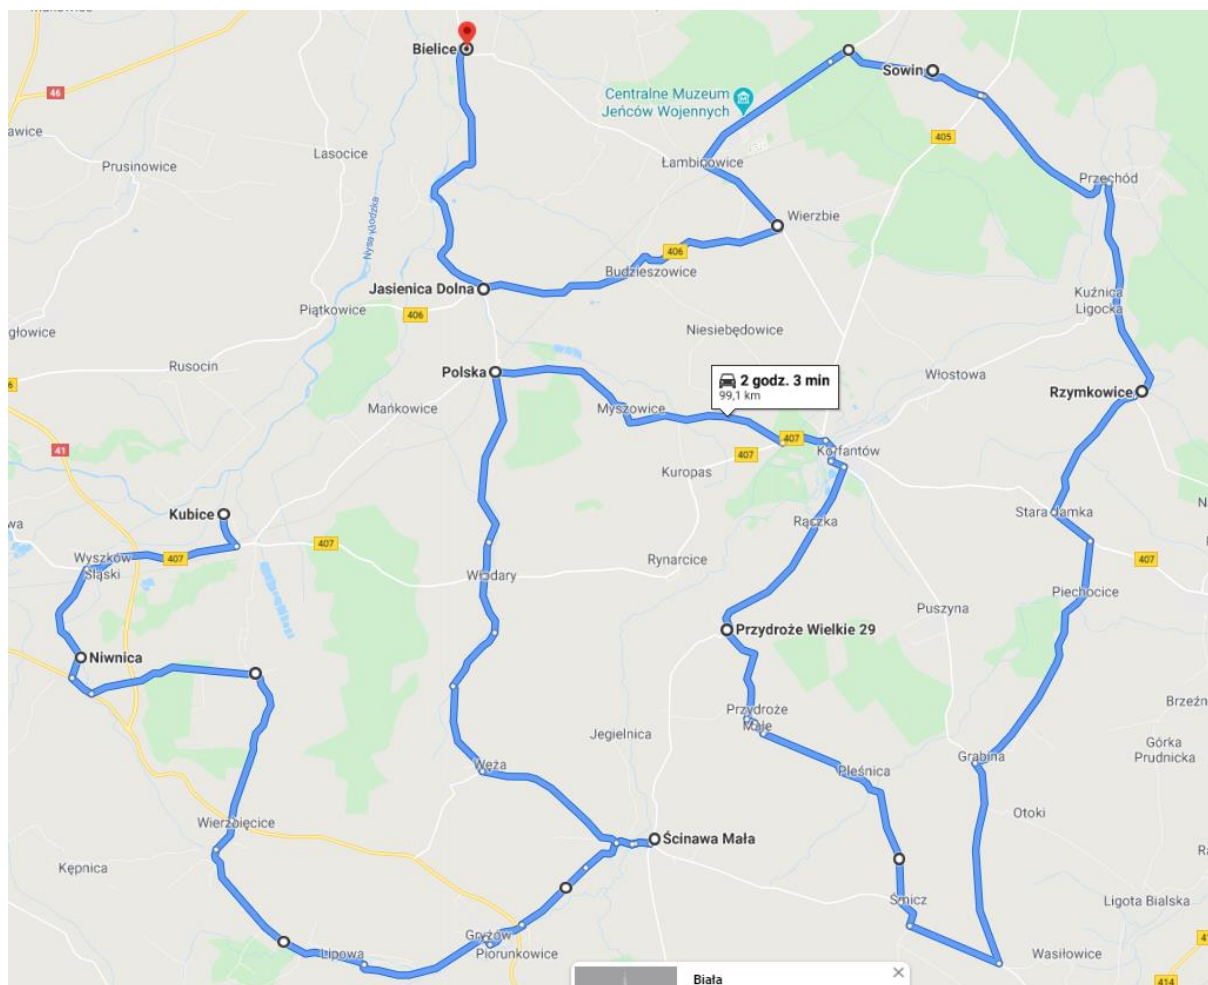 Bielice
Sowin
Centralne Muzeum
Jeńców Wojennych
46
awice
Prusinowice
Lasocice
405
Łambinowice
Przechód
Nysa Kłodzka
Wierzbie
406
Budzieszowice
Jasienica Dolna
Kuźnica
Ligocka
Piątkowice
406
głowice
Niesiebędowice
Rusocin
Polska
2 godz. 3 min
99,1 km
Włostowa
Rzymkowice
Mańkowice
Myszowice
407
Korfantów
41
407
Kuropas
Kubice
Rączka
Stara Jamka
Wyszków
Śląski
407
407
Rynarcice
407
Włodary
Piechocice
Puszyna
Niwnica
Przydroże Wielkie 29
Przydroże
Małe
Brzeźn
Jegielnica
Górka
Prudnicka
Węża
Pleśnica
Grabina
Otoki
Wierzbięcice
Ścinawa Mała
Kępnica
Śmicz
Ligota Bialska
Gryżów
Lipowa
Piorunkowice
Wasiłowice
Biała
414